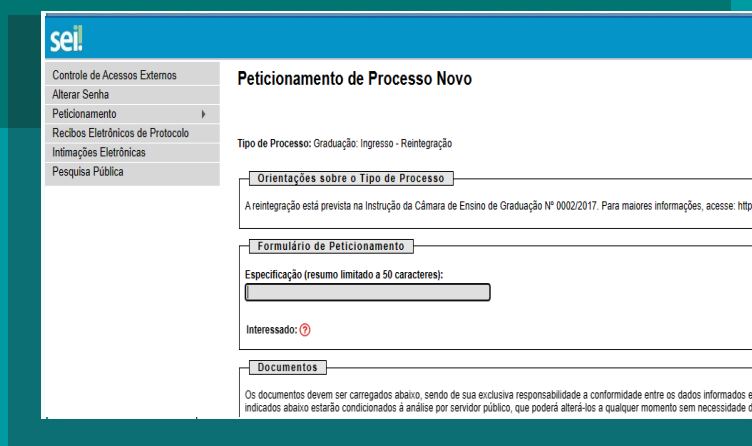 sei!
Controle de Acessos Externos
Alterar Senha
Peticionamento
Recibos Eletrônicos de Protocolo
Intimações Eletrônicas
Pesquisa Pública
Peticionamento de Processo Novo
Tipo de Processo: Graduação: Ingresso - Reintegração
Orientações sobre o Tipo de Processo
A reintegração está prevista na Instrução da Câmara de Ensino de Graduação Nº 0002/2017. Para maiores informações, acesse: http
Formulário de Peticionamento
Especificação (resumo limitado a 50 caracteres):
Interessado: ?
Documentos
Os documentos devem ser carregados abaixo, sendo de sua exclusiva responsabilidade a conformidade entre os dados informados e
indicados abaixo estarão condicionados à análise por servidor público, que poderá alterá-los a qualquer momento sem necessidade d